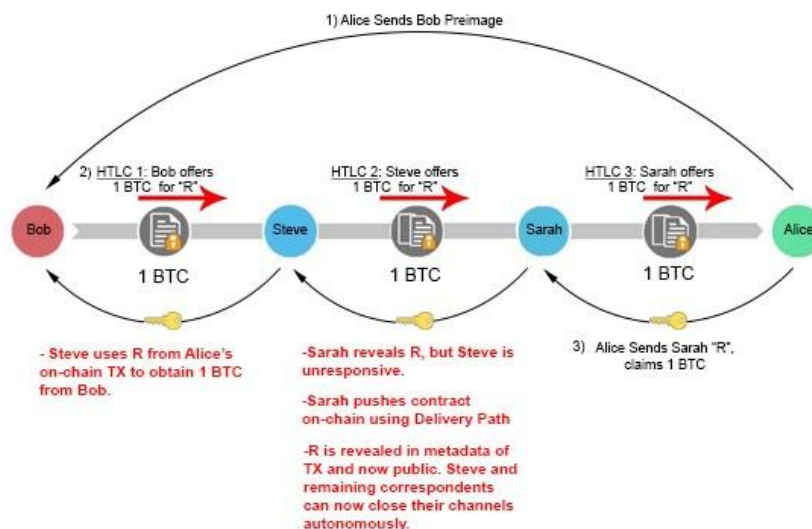 1) Alice Sends Bob Preimage
2) HTLC 1: Bob offers
1 BTC for “R”
HTLC 2: Steve offers
1 BTC for “R”
HTLC 3: Sarah offers
1 BTC for “R”
Bob
Steve
Sarah
Alice
1 BTC
1 BTC
1 BTC
- Steve uses R from Alice’s
on-chain TX to obtain 1 BTC
from Bob.
-Sarah reveals R, but Steve is
unresponsive.
-Sarah pushes contract
on-chain using Delivery Path
-R is revealed in metadata of
TX and now public. Steve and
remaining correspondents
can now close their channels
autonomously.
3) Alice Sends Sarah “R”,
claims 1 BTC